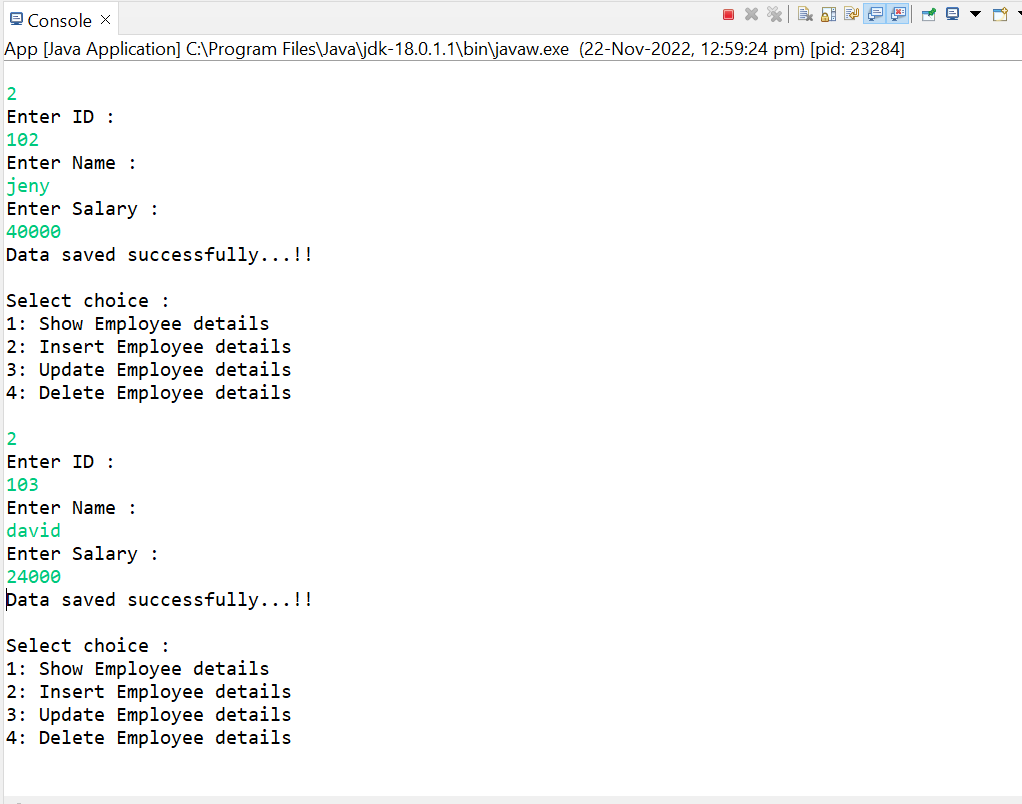 Console
App [Java Application] C:\Program Files\Java\jdk-18.0.1.1\bin\javaw.exe (22-Nov-2022, 12:59:24 pm) [pid: 23284]
2
Enter ID :
102
Enter Name :
jeny
Enter Salary :
40000
Data saved successfully...!!
Select choice :
1: Show Employee details
2: Insert Employee details
3: Update Employee details
4: Delete Employee details
2
Enter ID :
103
Enter Name :
david
Enter Salary :
24000
Data saved successfully...!!
Select choice :
1: Show Employee details
2: Insert Employee details
3: Update Employee details
4: Delete Employee details